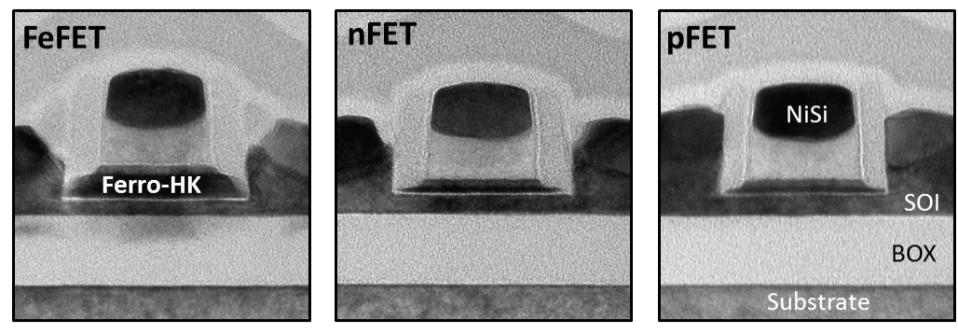 FeFET
nFET
pFET
NiSi
Ferro-HK
SOI
BOX
Substrate